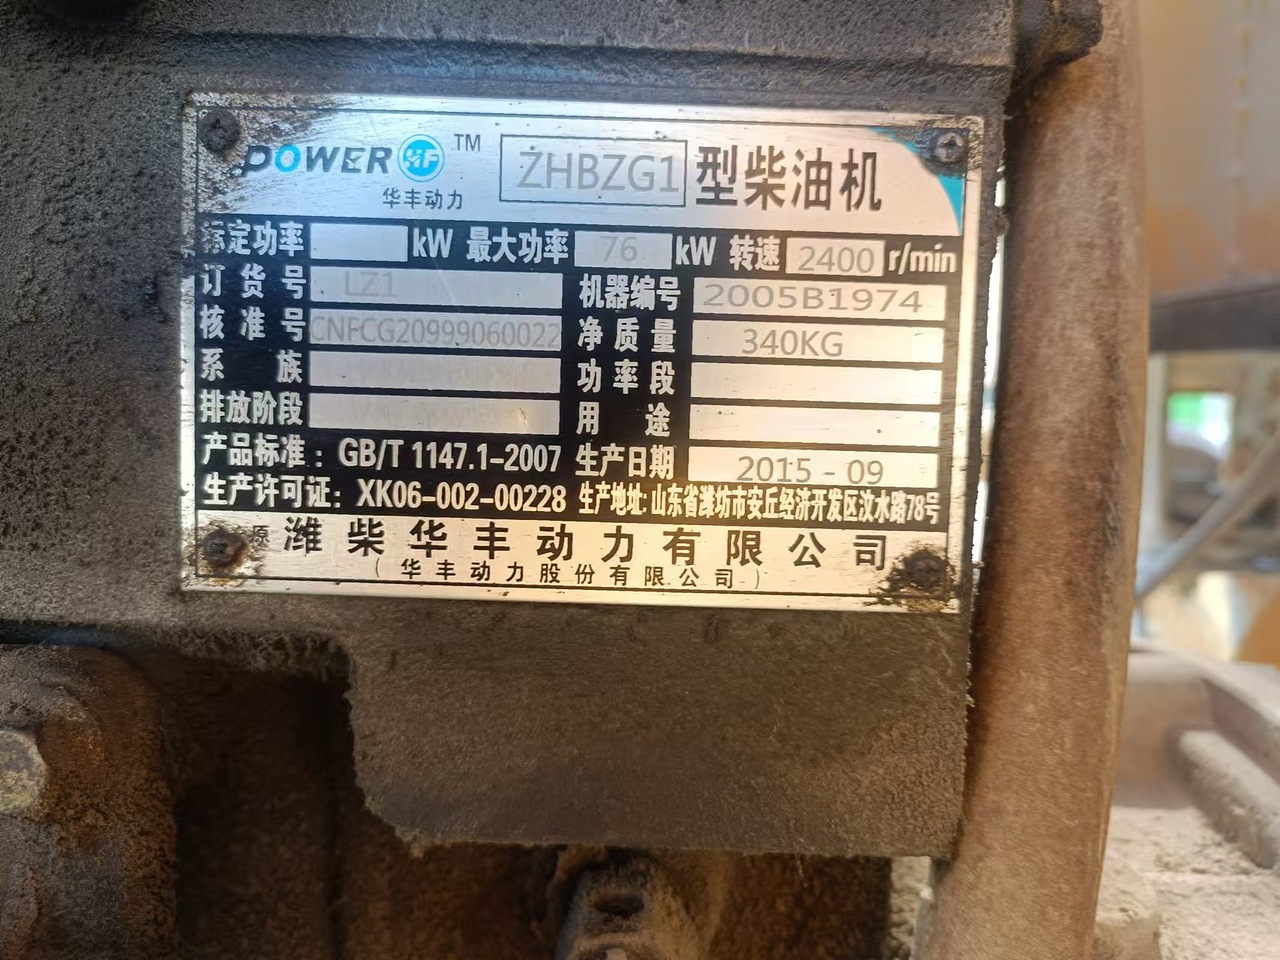 POWER HF TM ZHBZG1 型柴油机
华丰动力
标定功率 kW 最大功率 76 kW 转速 2400 r/min
订货号 LZ1 机器编号 2005B1974
核准号 CNFCG20999060022 净质量 340KG
系族 功率段
排放阶段 用途
产品标准：GB/T 1147.1-2007 生产日期 2015-09
生产许可证：XK06-002-00228 生产地址：山东省潍坊市安丘经济开发区汶水路78号
原 潍柴华丰动力有限公司
（华丰动力股份有限公司）